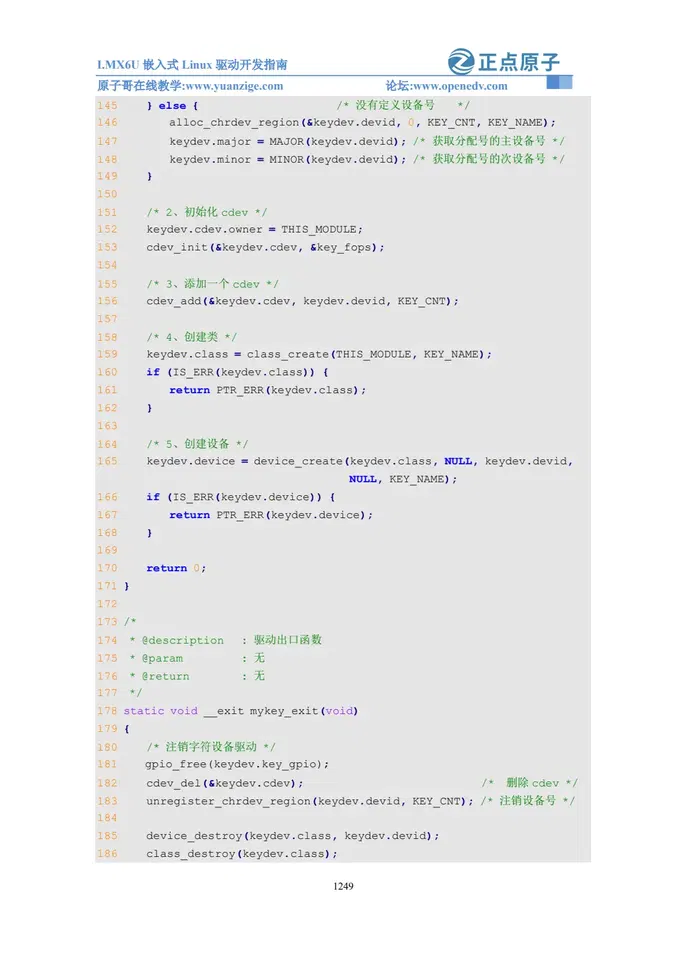 I.MX6U 嵌入式 Linux 驱动开发指南
正点原子
原子哥在线教学:www.yuanzige.com 论坛:www.openedv.com
145 } else { /* 没有定义设备号 */
146 alloc_chrdev_region(&keydev.devid, 0, KEY_CNT, KEY_NAME);
147 keydev.major = MAJOR(keydev.devid); /* 获取分配号的主设备号 */
148 keydev.minor = MINOR(keydev.devid); /* 获取分配号的次设备号 */
149 }
150
151 /* 2、初始化 cdev */
152 keydev.cdev.owner = THIS_MODULE;
153 cdev_init(&keydev.cdev, &key_fops);
154
155 /* 3、添加一个 cdev */
156 cdev_add(&keydev.cdev, keydev.devid, KEY_CNT);
157
158 /* 4、创建类 */
159 keydev.class = class_create(THIS_MODULE, KEY_NAME);
160 if (IS_ERR(keydev.class)) {
161 return PTR_ERR(keydev.class);
162 }
163
164 /* 5、创建设备 */
165 keydev.device = device_create(keydev.class, NULL, keydev.devid,
NULL, KEY_NAME);
166 if (IS_ERR(keydev.device)) {
167 return PTR_ERR(keydev.device);
168 }
169
170 return 0;
171 }
172
173 /*
174 * @description : 驱动出口函数
175 * @param : 无
176 * @return : 无
177 */
178 static void __exit mykey_exit(void)
179 {
180 /* 注销字符设备驱动 */
181 gpio_free(keydev.key_gpio);
182 cdev_del(&keydev.cdev); /* 删除 cdev */
183 unregister_chrdev_region(keydev.devid, KEY_CNT); /* 注销设备号 */
184
185 device_destroy(keydev.class, keydev.devid);
186 class_destroy(keydev.class);
1249